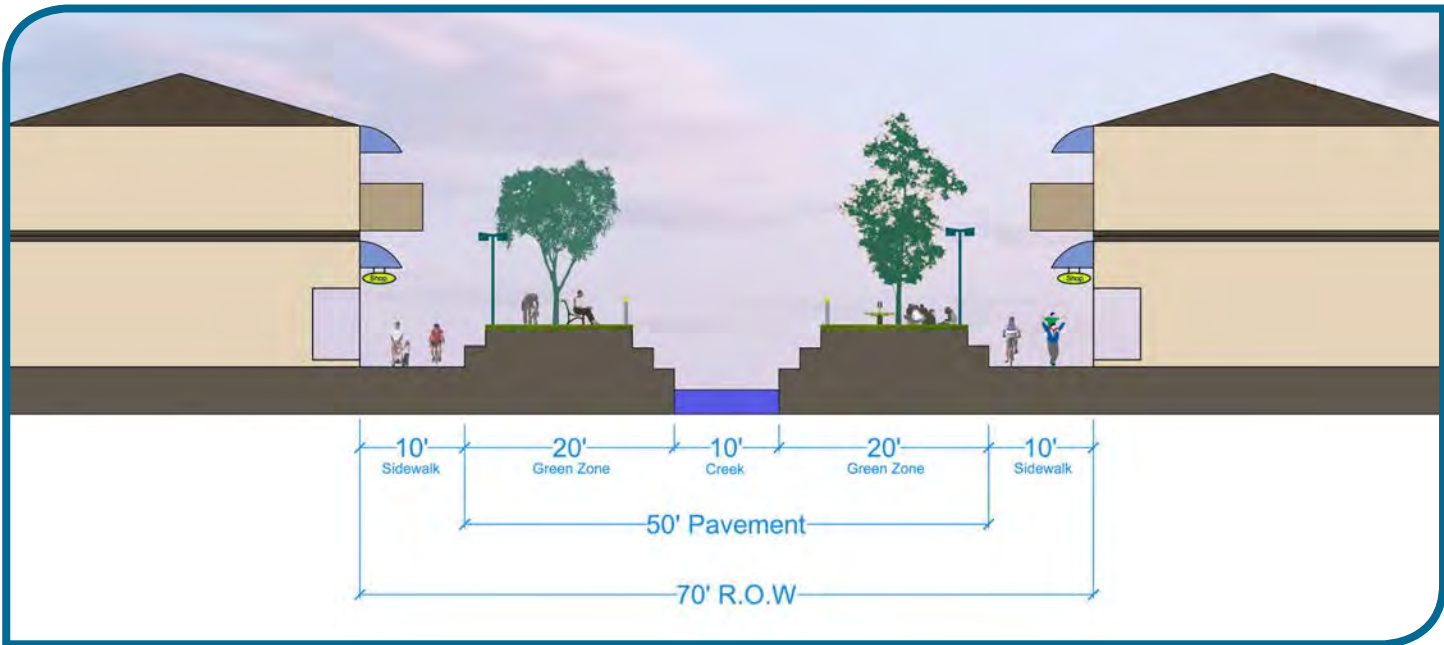 Shop
Shop
10' 20' 10' 20' 10'
Sidewalk Green Zone Creek Green Zone Sidewalk
50' Pavement
70' R.O.W